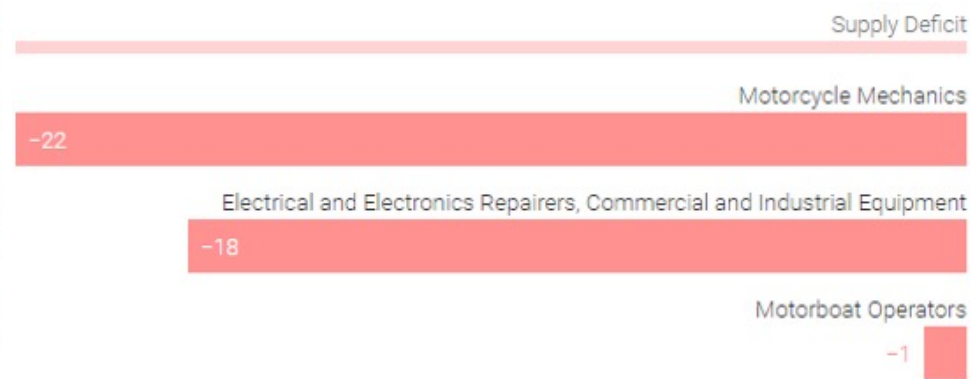 Supply Deficit
Motorcycle Mechanics
−22
Electrical and Electronics Repairers, Commercial and Industrial Equipment
−18
Motorboat Operators
−1